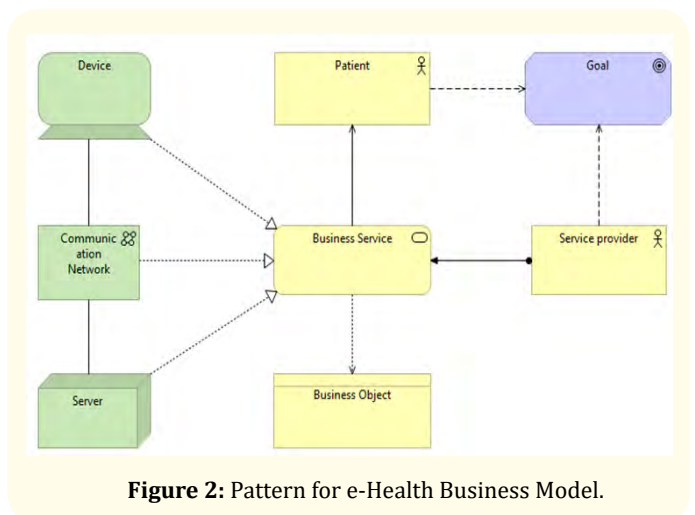 Device
Patient
Goal
Communic
ation
Network
Business Service
Service provider
Server
Business Object
Figure 2: Pattern for e-Health Business Model.